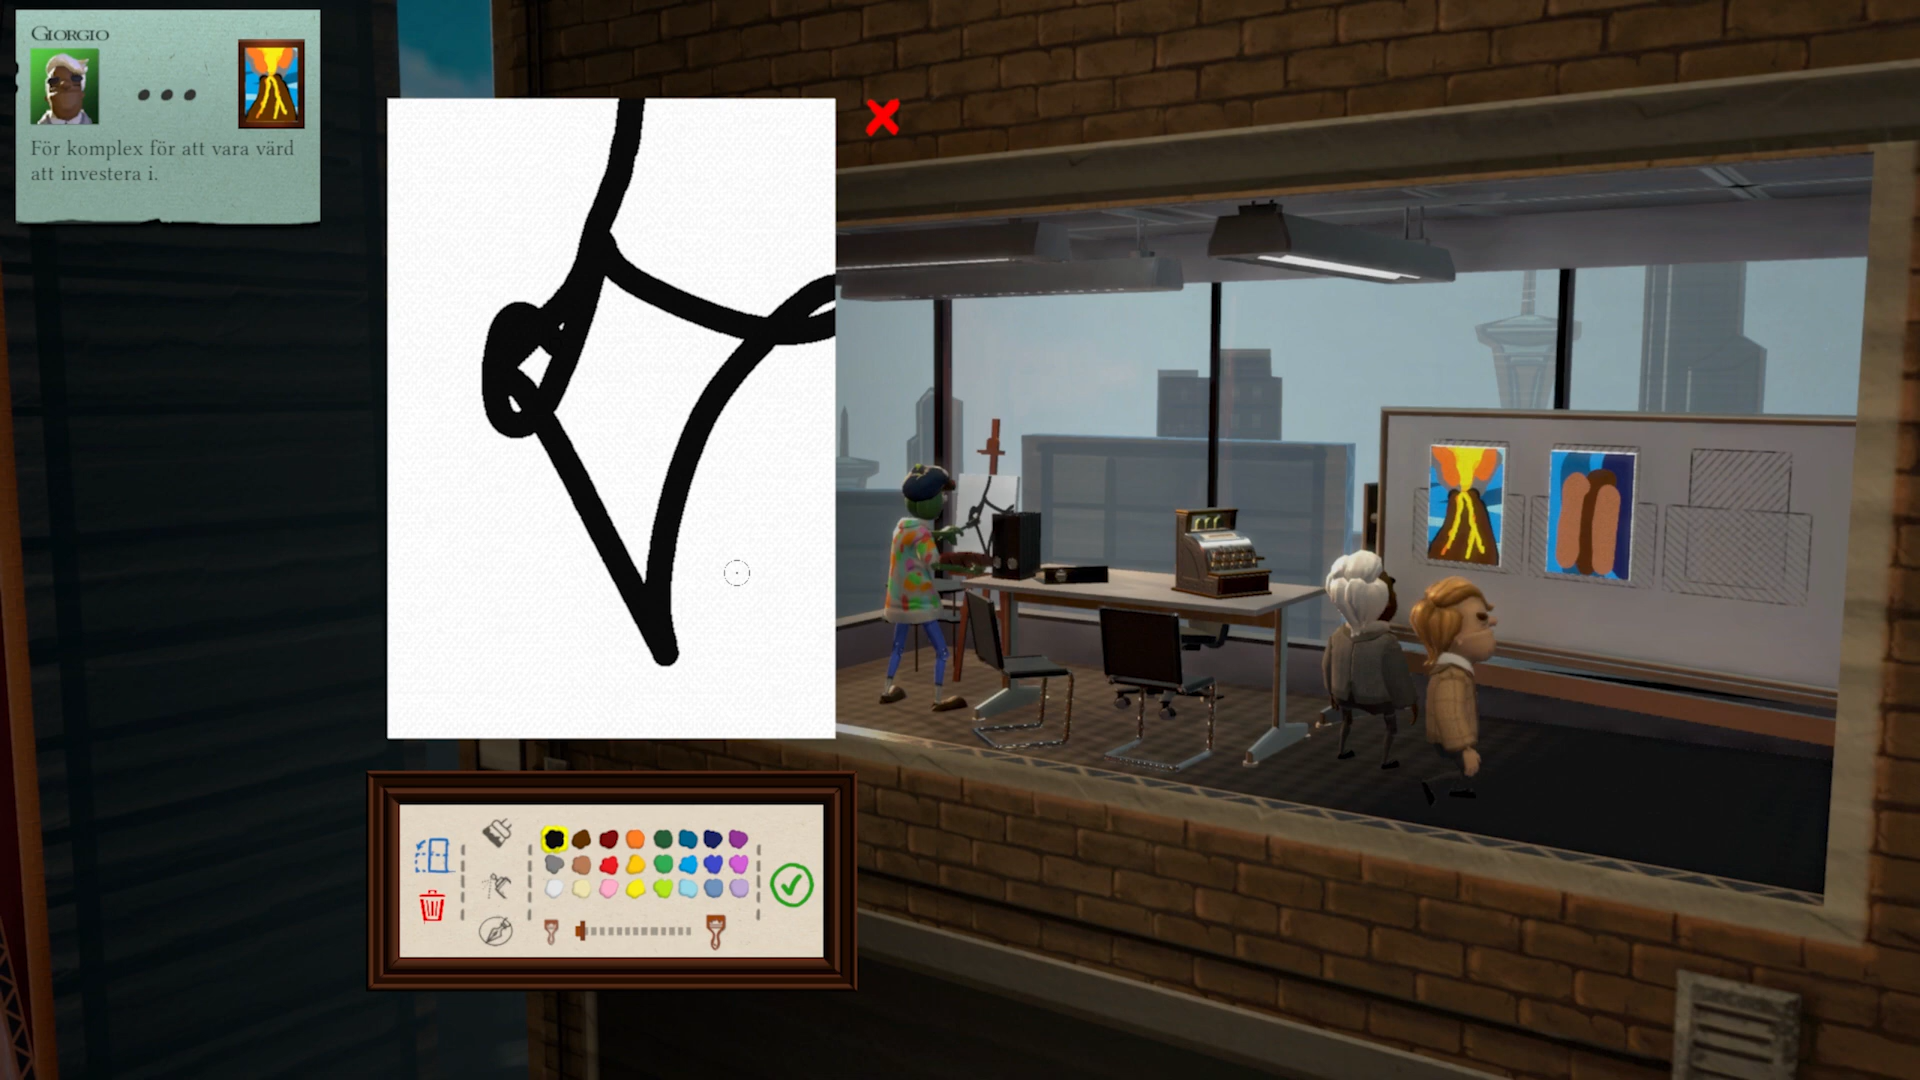 GIORGIO
För komplex för att vara värd
att investera i.